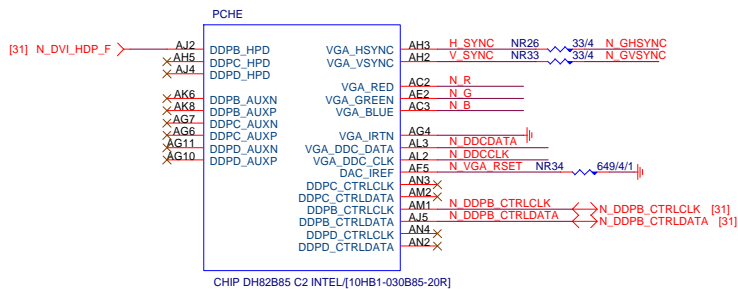 PCHE
[31] N_DVI_HDP_F AJ2 DDPB_HPD VGA_HSYNC AH3 H_SYNC NR26 33/4 N_GHSYNC
AH5 DDPC_HPD VGA_VSYNC AH2 V_SYNC NR33 33/4 N_GVSYNC
AJ4 DDPD_HPD
VGA_RED AC2 N_R
AK6 DDPB_AUXN VGA_GREEN AE2 N_G
AK8 DDPB_AUXP VGA_BLUE AC3 N_B
AG7 DDPC_AUXN
AG6 DDPC_AUXP VGA_IRTN AG4
AG11 DDPD_AUXN VGA_DDC_DATA AL3 N_DDCDATA
AG10 DDPD_AUXP VGA_DDC_CLK AL2 N_DDCCLK
DAC_IREF AF5 N_VGA_RSET NR34 649/4/1
DDPC_CTRLCLK AN3
DDPC_CTRLDATA AM2
DDPB_CTRLCLK AM1 N_DDPB_CTRLCLK N_DDPB_CTRLCLK [31]
DDPB_CTRLDATA AJ5 N_DDPB_CTRLDATA N_DDPB_CTRLDATA [31]
DDPD_CTRLCLK AN4
DDPD_CTRLDATA AN2
CHIP DH82B85 C2 INTEL/[10HB1-030B85-20R]